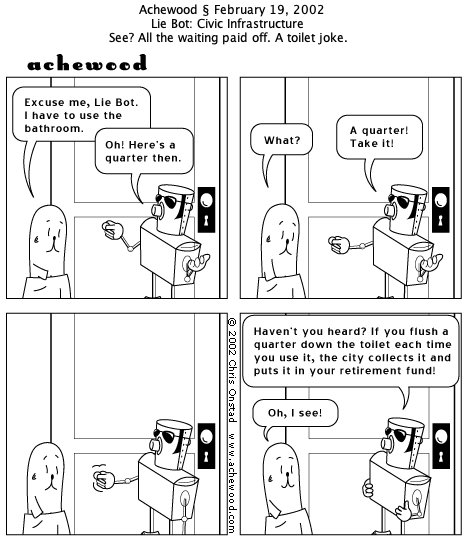 Achewood § February 19, 2002
Lie Bot: Civic Infrastructure
See? All the waiting paid off. A toilet joke.
achewood
Excuse me, Lie Bot.
I have to use the
bathroom.
Oh! Here's a
quarter then.
What?
A quarter!
Take it!
© 2002 Chris Onstad www.achewood.com
Haven't you heard? If you flush a
quarter down the toilet each time
you use it, the city collects it and
puts it in your retirement fund!
Oh, I see!